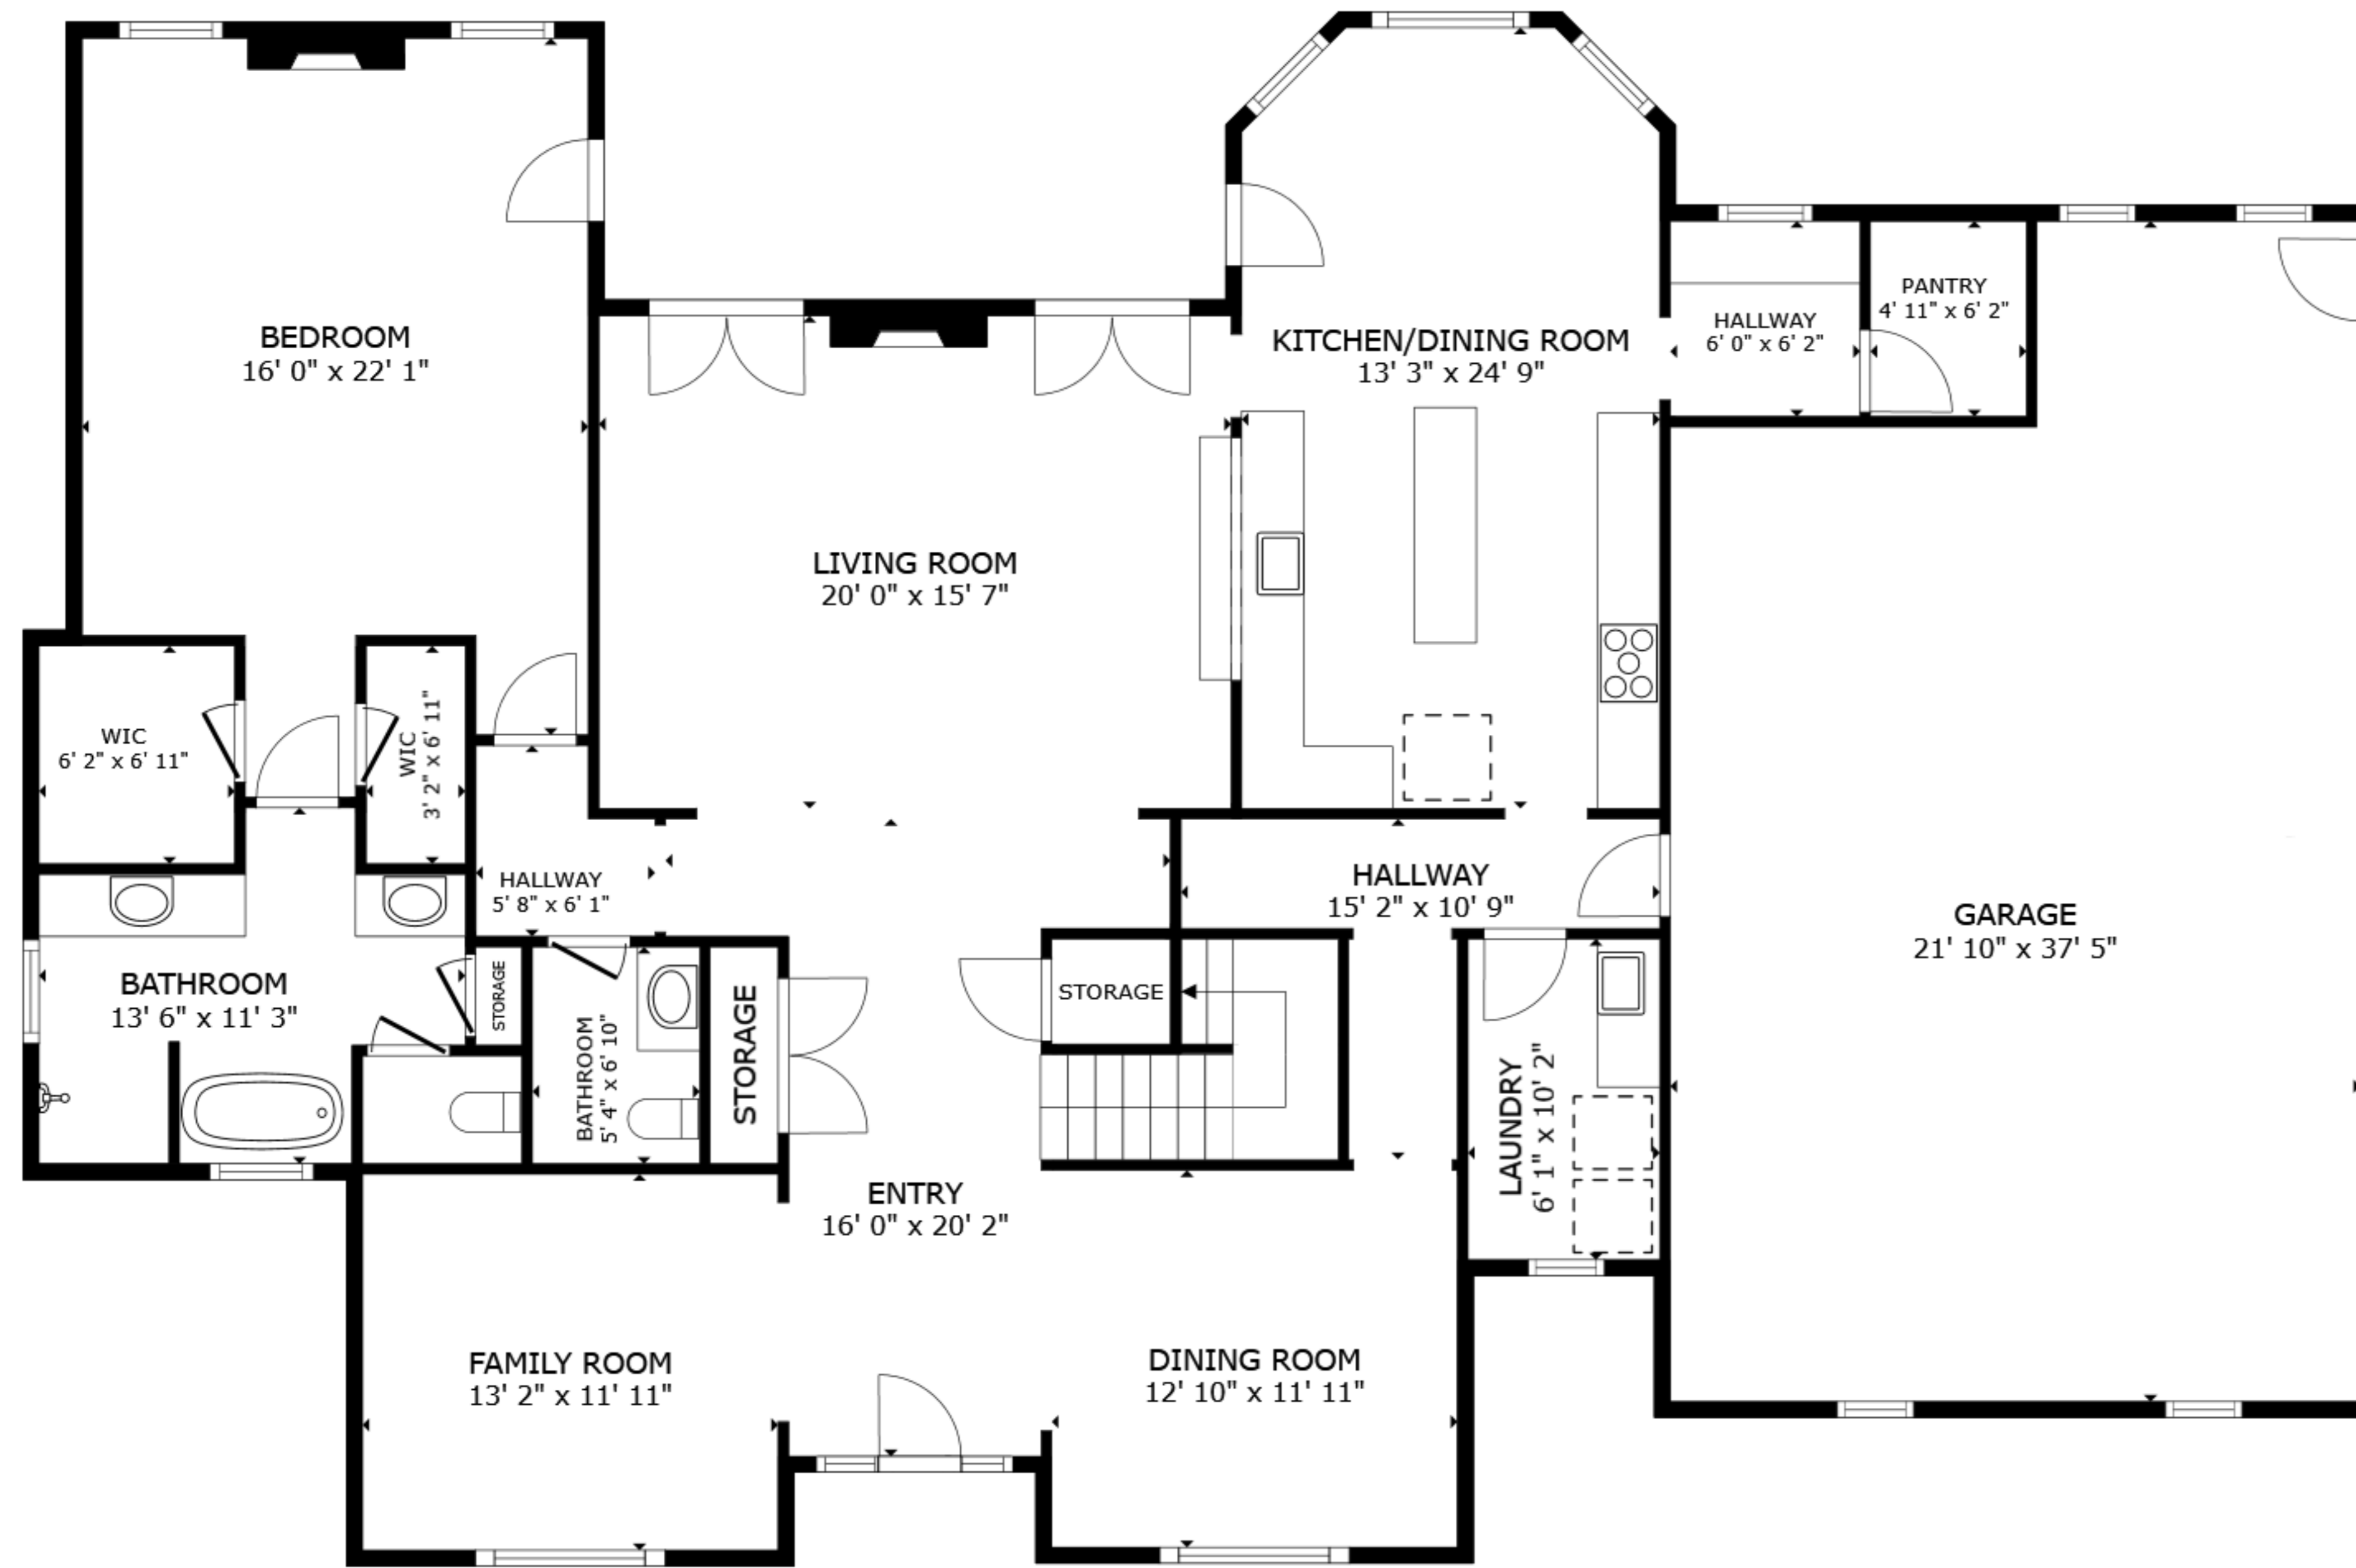 BEDROOM
16' 0" x 22' 1"
KITCHEN/DINING ROOM
13' 3" x 24' 9"
HALLWAY
6' 0" x 6' 2"
PANTRY
4' 11" x 6' 2"
LIVING ROOM
20' 0" x 15' 7"
WIC
6' 2" x 6' 11"
WIC
3' 2" x 6' 11"
HALLWAY
5' 8" x 6' 1"
HALLWAY
15' 2" x 10' 9"
GARAGE
21' 10" x 37' 5"
BATHROOM
13' 6" x 11' 3"
STORAGE
BATHROOM
5' 4" x 6' 10"
STORAGE
STORAGE
LAUNDRY
6' 1" x 10' 2"
ENTRY
16' 0" x 20' 2"
FAMILY ROOM
13' 2" x 11' 11"
DINING ROOM
12' 10" x 11' 11"